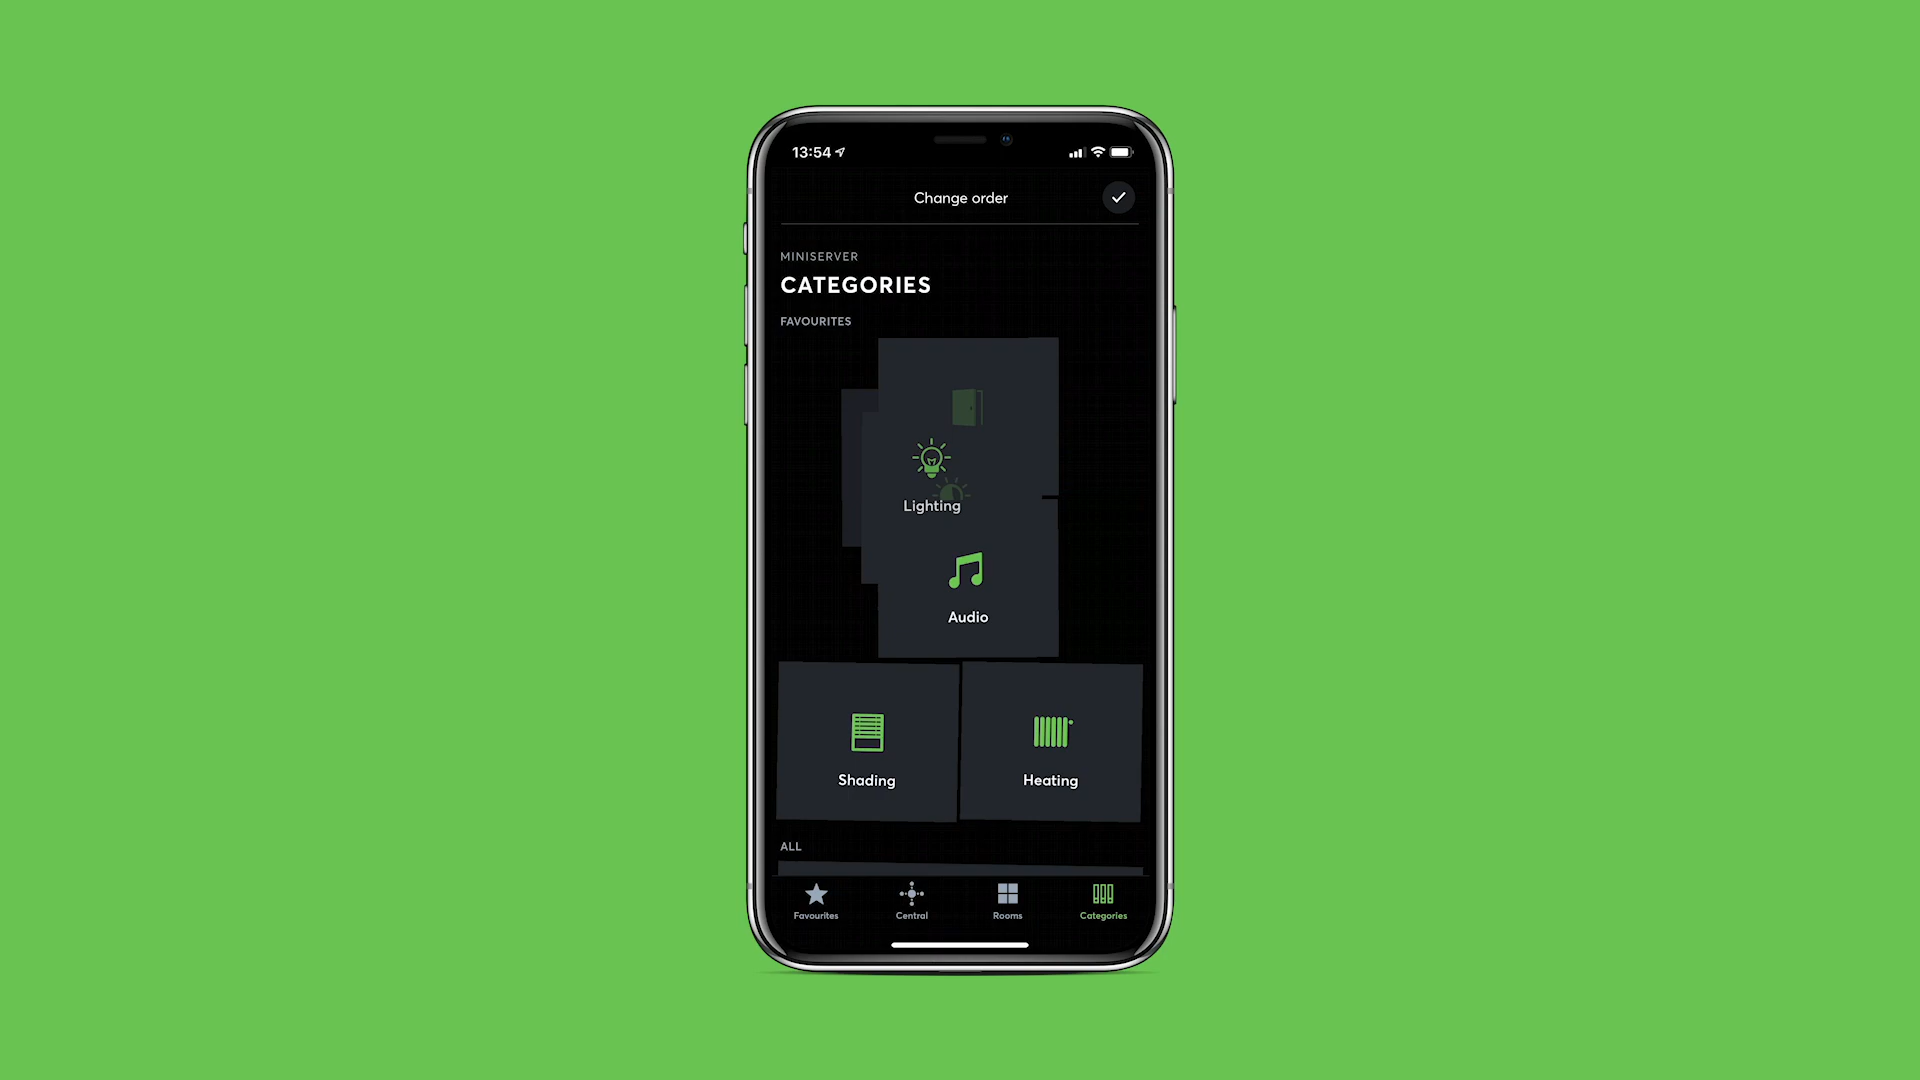 13:54
Change order
MINISERVER
CATEGORIES
FAVOURITES
Lighting
Audio
Shading
Heating
ALL
Favourites
Central
Rooms
Categories